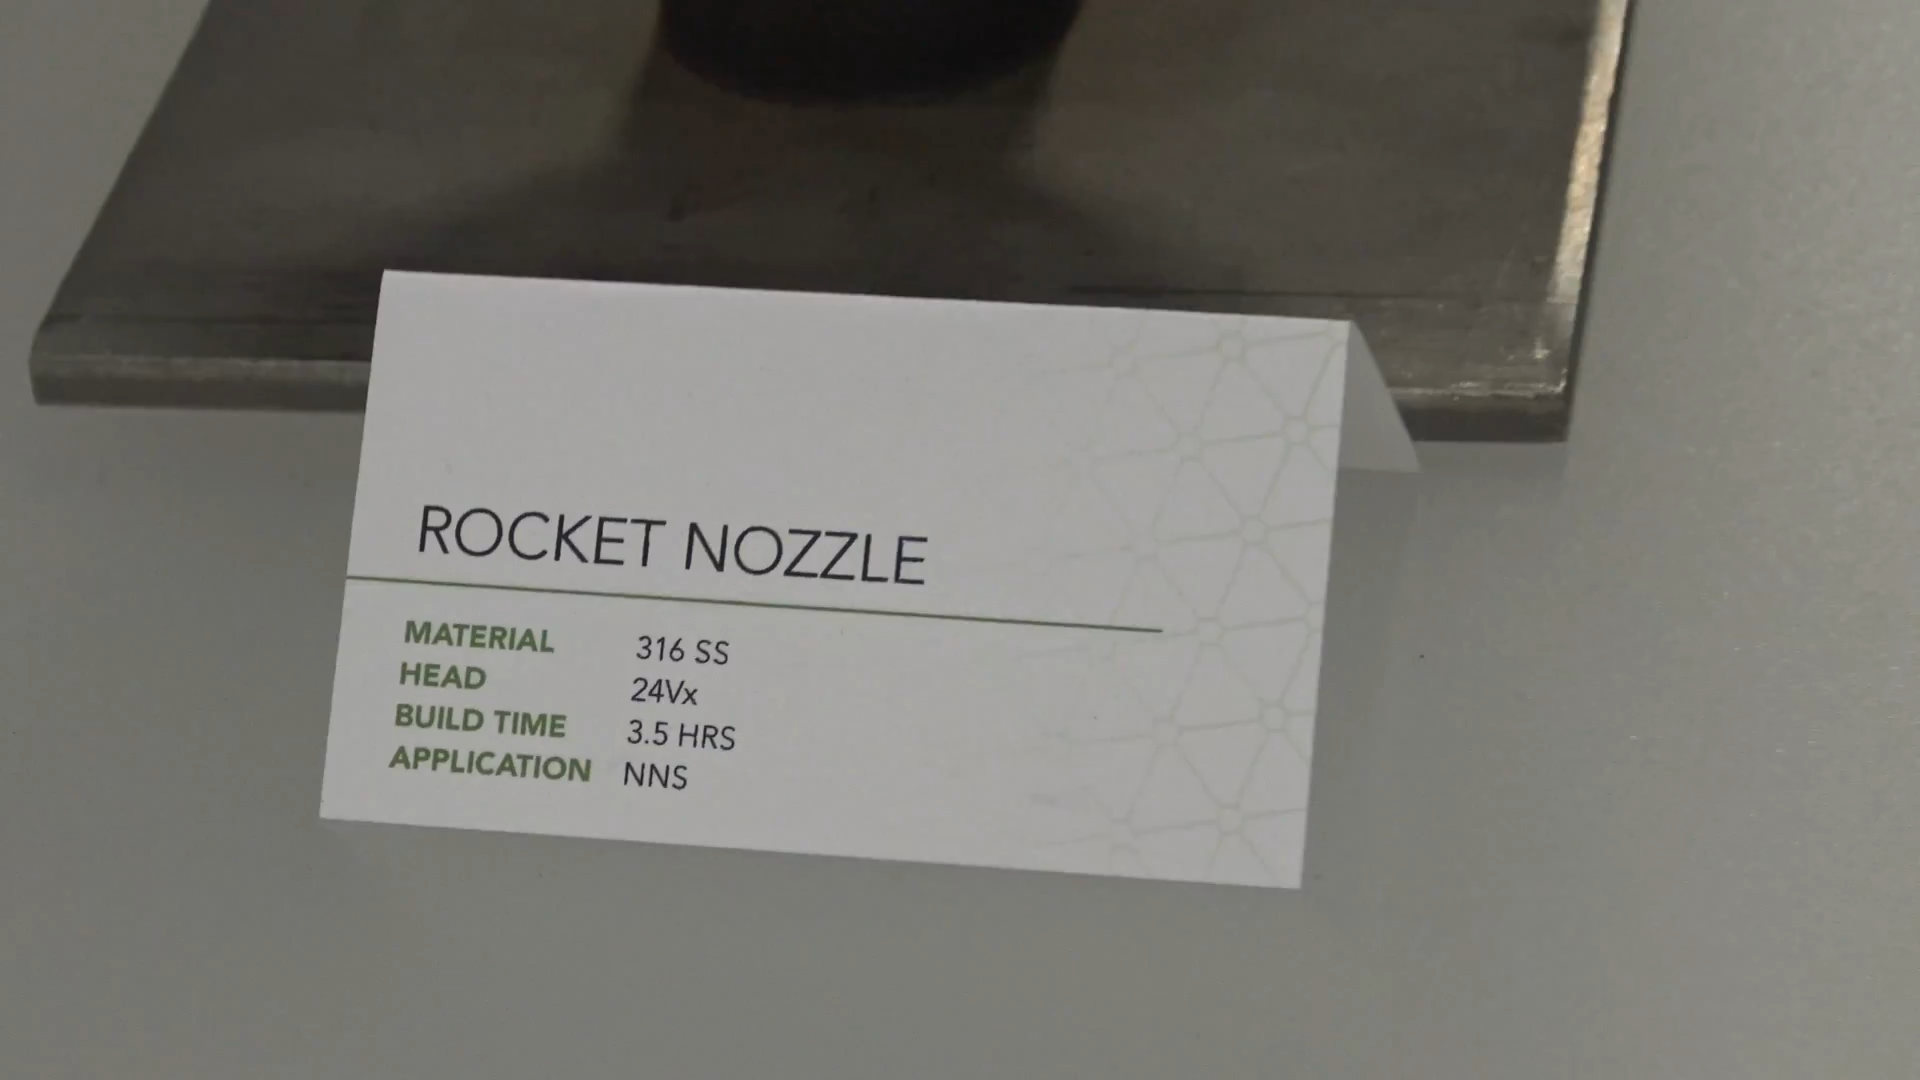 ROCKET NOZZLE
MATERIAL 316 SS
HEAD 24Vx
BUILD TIME 3.5 HRS
APPLICATION NNS